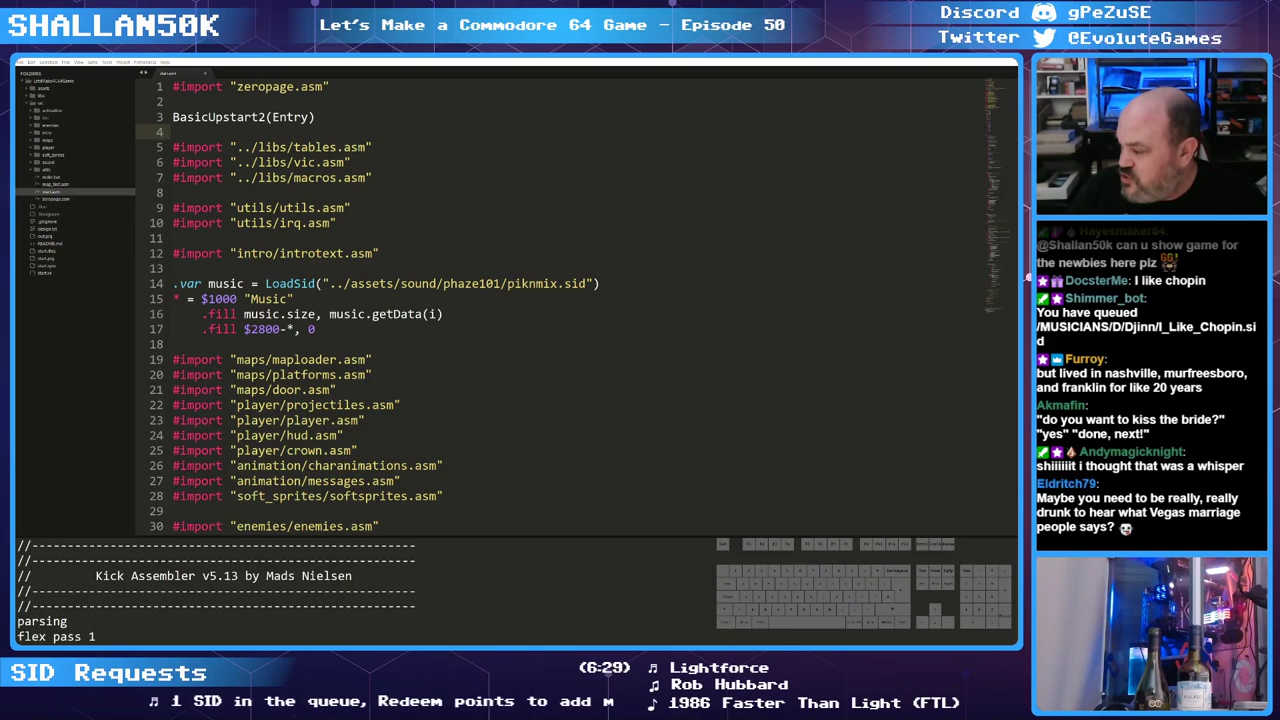 SHALLAN50K
Let's Make a Commodore 64 Game - Episode 50
Discord gPeZuSE
Twitter @EvoluteGames
FOLDERS
1 #import "zeropage.asm"
2
3 BasicUpstart2(Entry)
4
5 #import "../libs/tables.asm"
6 #import "../libs/vic.asm"
7 #import "../libs/macros.asm"
8
9 #import "utils/utils.asm"
10 #import "utils/irq.asm"
11
12 #import "intro/introtext.asm"
13
14 .var music = LoadSid("../assets/sound/phaze101/piknmix.sid")
15 * = $1000 "Music"
16 .fill music.size, music.getData(i)
17 .fill $2800-*, 0
18
19 #import "maps/maploader.asm"
20 #import "maps/platforms.asm"
21 #import "maps/door.asm"
22 #import "player/projectiles.asm"
23 #import "player/player.asm"
24 #import "player/hud.asm"
25 #import "player/crown.asm"
26 #import "animation/charanimations.asm"
27 #import "animation/messages.asm"
28 #import "soft_sprites/softsprites.asm"
29
30 #import "enemies/enemies.asm"
//-----------------------------------------------------
//-----------------------------------------------------
// Kick Assembler v5.13 by Mads Nielsen
//-----------------------------------------------------
//-----------------------------------------------------
parsing
flex pass 1
Hayesmaker64:
@Shallan50k can u show game for
the newbies here plz
DocsterMe: I like chopin
Shimmer_bot:
You have queued
/MUSICIANS/D/Djinn/I_Like_Chopin.si
d
Furroy:
but lived in nashville, murfreesboro,
and franklin for like 20 years
Akmafin:
"do you want to kiss the bride?"
"yes" "done, next!"
Andymagicknight:
shiiiiiit i thought that was a whisper
Eldritch79:
Maybe you need to be really, really
drunk to hear what Vegas marriage
people says?
SID Requests
1 SID in the queue, Redeem points to add m
(6:29) Lightforce
Rob Hubbard
1986 Faster Than Light (FTL)